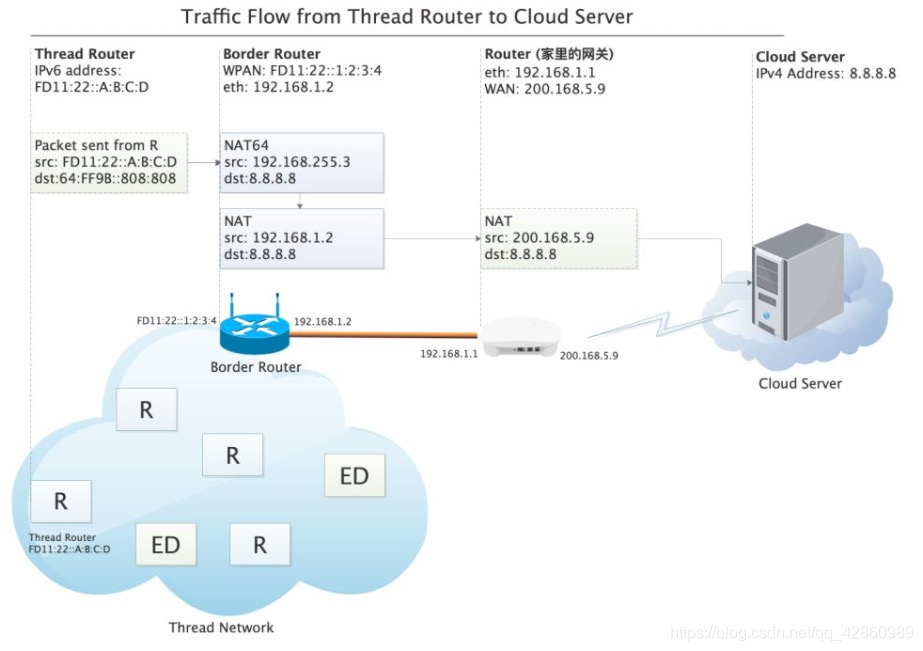 Traffic Flow from Thread Router to Cloud Server
Thread Router
IPv6 address:
FD11:22::A:B:C:D
Border Router
WPAN: FD11:22::1:2:3:4
eth: 192.168.1.2
Router (家里的网关)
eth: 192.168.1.1
WAN: 200.168.5.9
Cloud Server
IPv4 Address: 8.8.8.8
Packet sent from R
src: FD11:22::A:B:C:D
dst:64:FF9B::808:808
NAT64
src: 192.168.255.3
dst:8.8.8.8
NAT
src: 192.168.1.2
dst:8.8.8.8
NAT
src: 200.168.5.9
dst:8.8.8.8
FD11:22::1:2:3:4
192.168.1.2
Border Router
192.168.1.1
200.168.5.9
Cloud Server
R
R
ED
R
Thread Router
FD11:22::A:B:C:D
ED
R
Thread Network
https://blog.csdn.net/qq_42860989